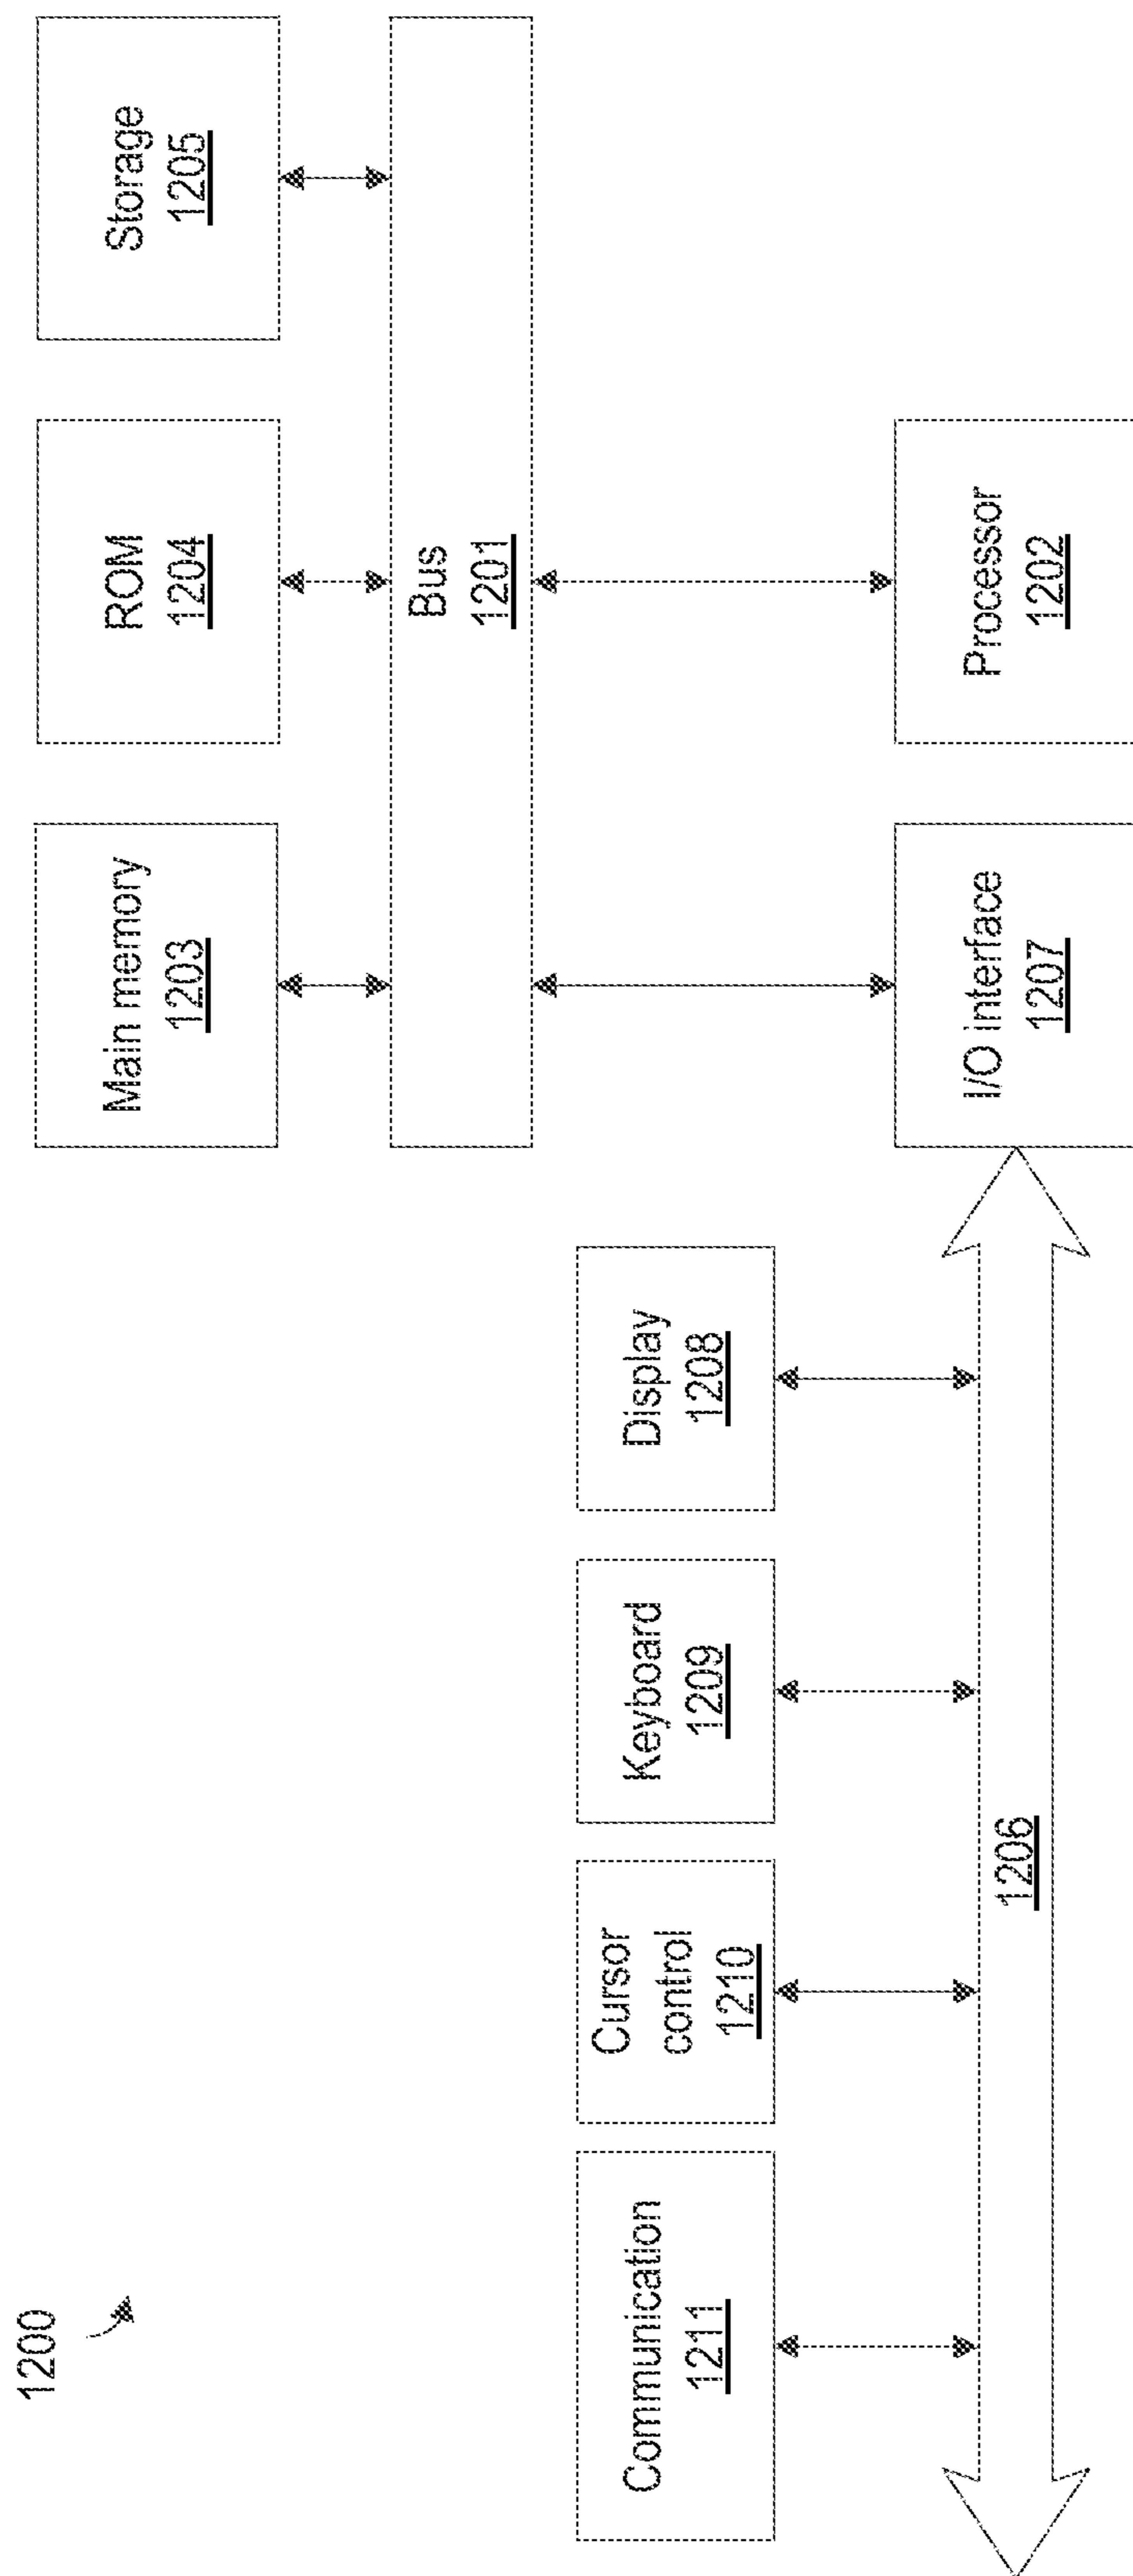 1200
Communication
1211
Cursor
control
1210
Keyboard
1209
Display
1208
1206
Main memory
1203
ROM
1204
Storage
1205
Bus
1201
I/O interface
1207
Processor
1202